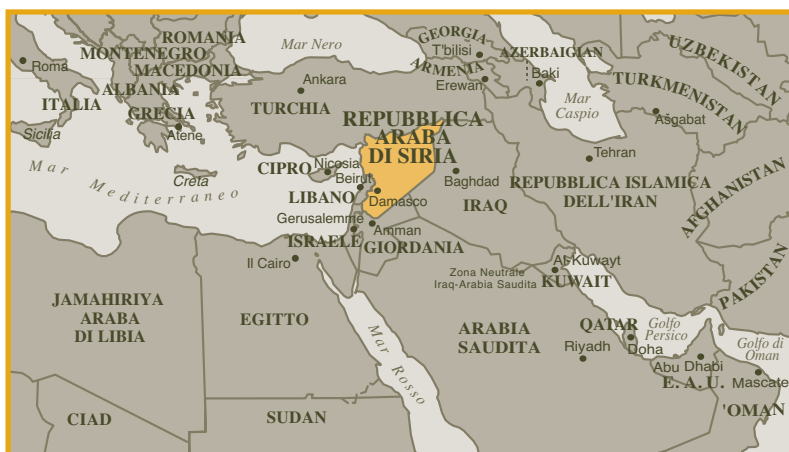 ROMANIA
MONTENEGRO
MACEDONIA
Roma
ALBANIA
ITALIA
GRECIA
Sicilia
Atene
Mar Mediterraneo
Creta
Mar Nero
Ankara
TURCHIA
GEORGIA
T'bilisi
ARMENIA
Erewan
AZERBAIGIAN
Baki
Mar
Caspio
UZBEKISTAN
TURKMENISTAN
Ašgabat
REPUBBLICA
ARABA
DI SIRIA
CIPRO
Nicosia
Beirut
LIBANO
Damasco
Gerusalemme
Amman
ISRAELE
GIORDANIA
Baghdad
IRAQ
Tehran
REPUBBLICA ISLAMICA
DELL'IRAN
AFGHANISTAN
PAKISTAN
Il Cairo
JAMAHIRIYA
ARABA
DI LIBIA
EGITTO
Mar Rosso
Zona Neutrale
Iraq-Arabia Saudita
Al-Kuwayt
KUWAIT
ARABIA
SAUDITA
Riyadh
QATAR
Doha
Golfo
Persico
Golfo di
Oman
Abu Dhabi
E. A. U.
Mascate
'OMAN
CIAD
SUDAN